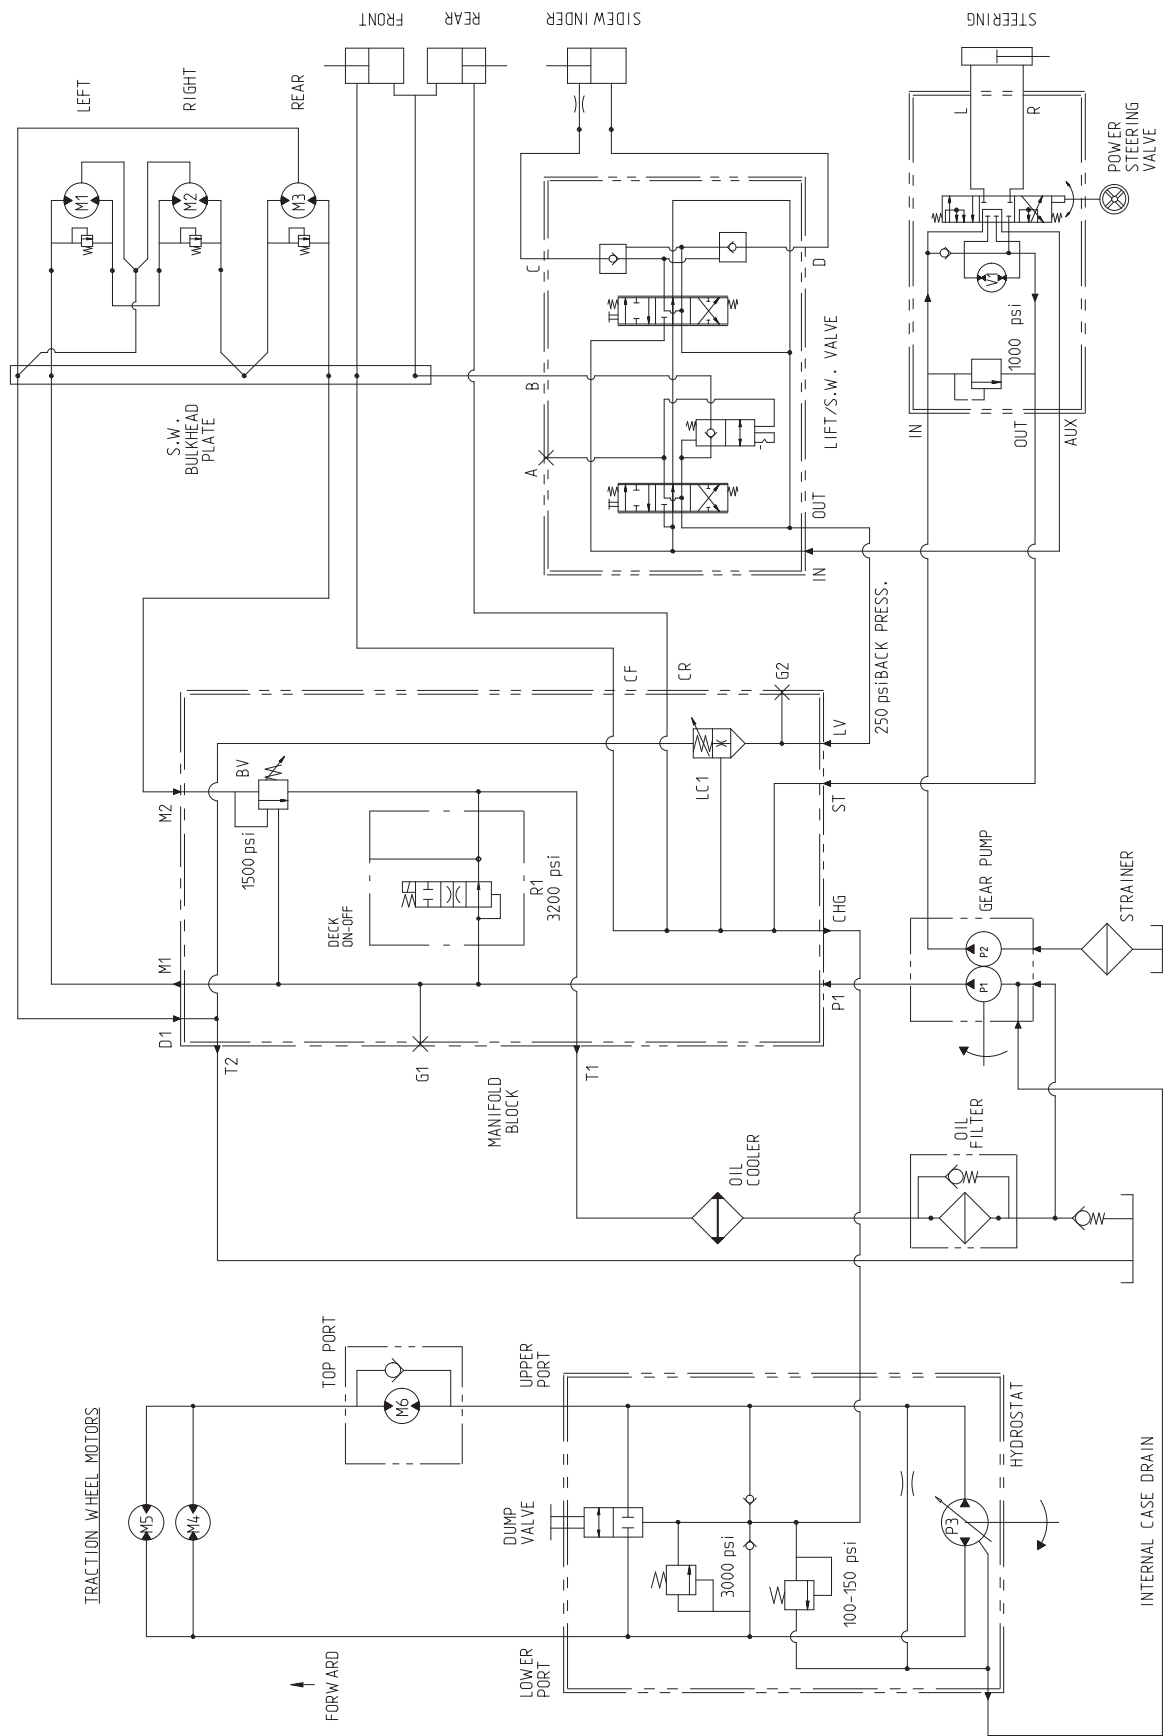 TRACTION WHEEL MOTORS
M5
M4
FORWARD
LOWER
PORT
DUMP
VALVE
UPPER
PORT
TOP PORT
M6
3000 psi
100-150 psi
P3
HYDROSTAT
INTERNAL CASE DRAIN
OIL
COOLER
OIL
FILTER
MANIFOLD
BLOCK
T2
G1
T1
D1
M1
M2
BV
1500 psi
DECK
ON-OFF
R1
3200 psi
LC1
CF
CR
G2
P1
CHG
ST
LV
250 psi BACK PRESS.
GEAR PUMP
P1
P2
STRAINER
S.W.
BULKHEAD
PLATE
LEFT
RIGHT
REAR
M1
M2
M3
FRONT
REAR
SIDEWINDER
STEERING
A
B
C
D
IN
OUT
LIFT/S.W. VALVE
IN
OUT
AUX
1000 psi
V1
L
R
POWER
STEERING
VALVE